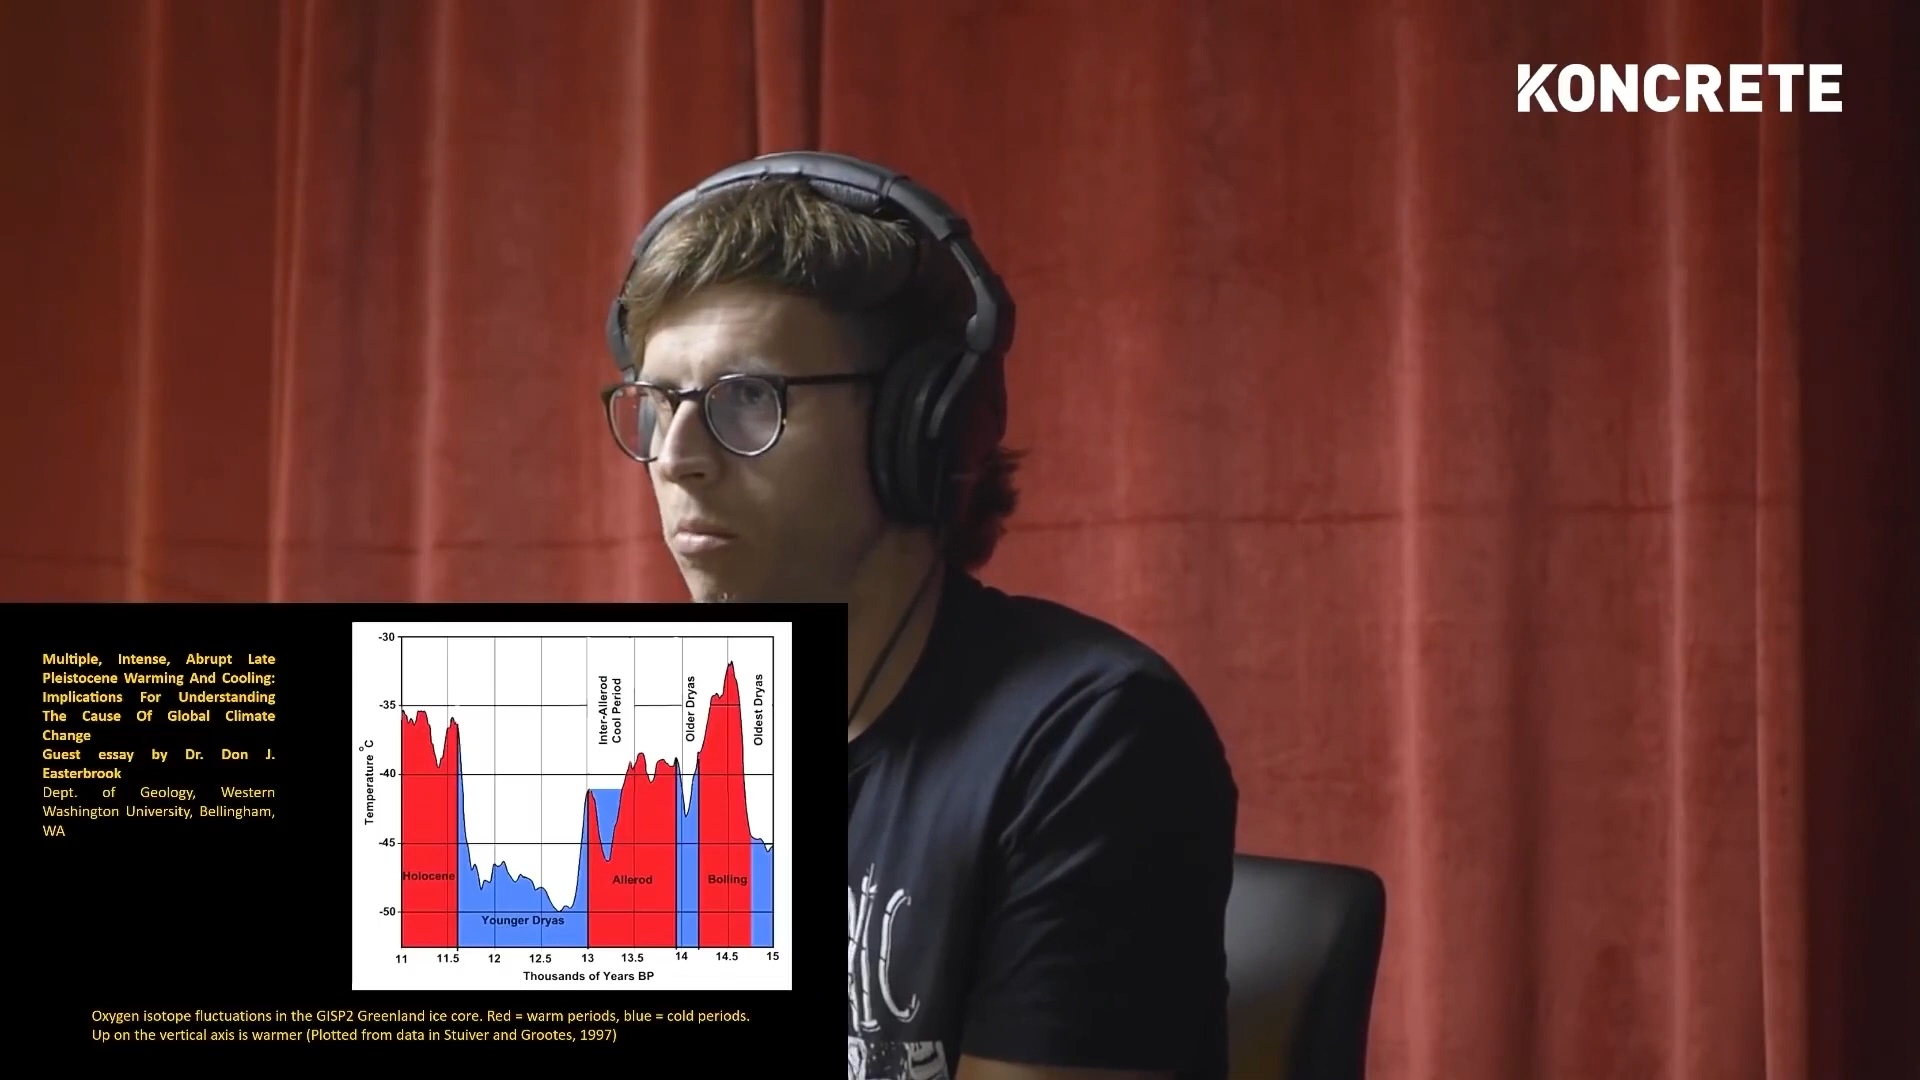 KONCRETE
Multiple, Intense, Abrupt Late
Pleistocene Warming And Cooling:
Implications For Understanding
The Cause Of Global Climate
Change
Guest essay by Dr. Don J.
Easterbrook
Dept. of Geology, Western
Washington University, Bellingham,
WA
-30
-35
-40
-45
-50
Temperature °C
Inter-Allerod
Cool Period
Older Dryas
Oldest Dryas
Holocene
Younger Dryas
Allerod
Bolling
11 11.5 12 12.5 13 13.5 14 14.5 15
Thousands of Years BP
Oxygen isotope fluctuations in the GISP2 Greenland ice core. Red = warm periods, blue = cold periods.
Up on the vertical axis is warmer (Plotted from data in Stuiver and Grootes, 1997)